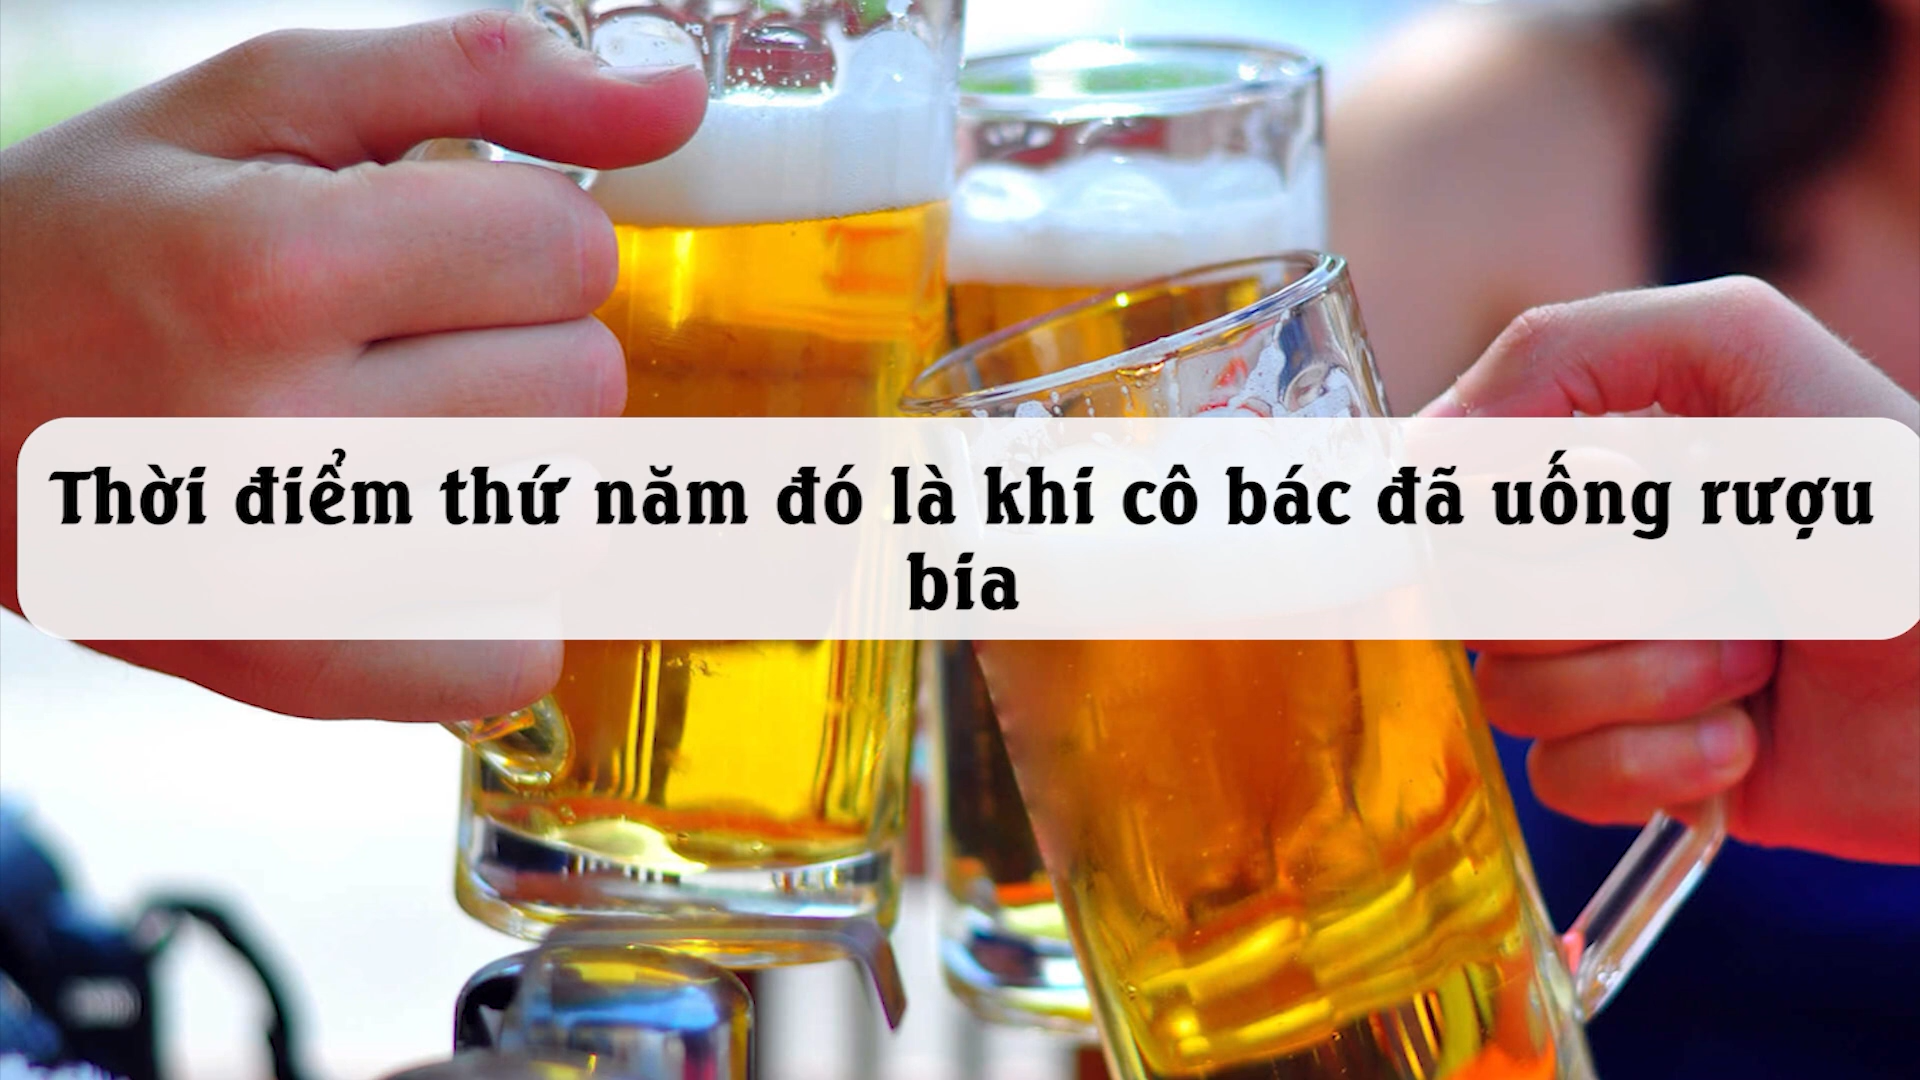 Thời điểm thứ năm đó là khi cô bác đã uống rượu
bia